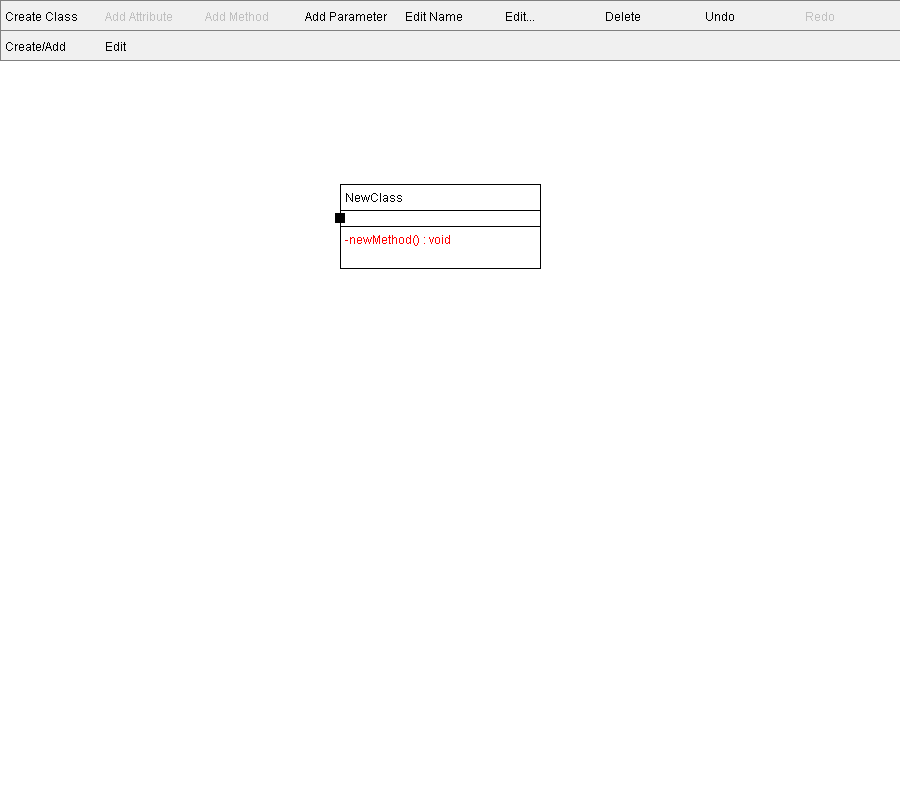 Create Class Add Attribute Add Method Add Parameter Edit Name Edit... Delete Undo Redo
Create/Add Edit
NewClass
-newMethod() : void